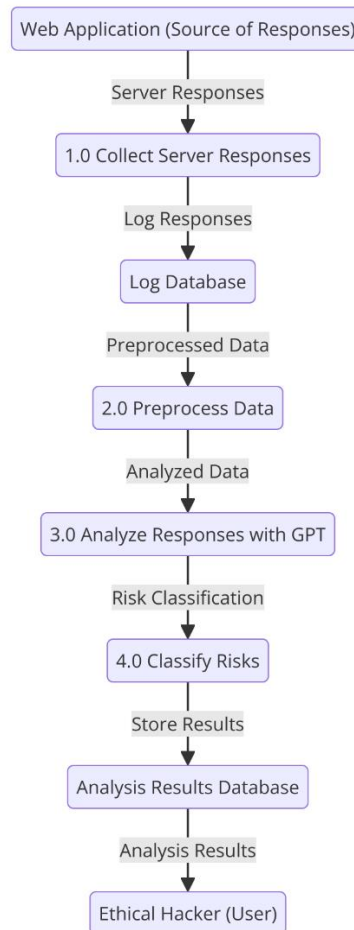 Web Application (Source of Responses)
Server Responses
1.0 Collect Server Responses
Log Responses
Log Database
Preprocessed Data
2.0 Preprocess Data
Analyzed Data
3.0 Analyze Responses with GPT
Risk Classification
4.0 Classify Risks
Store Results
Analysis Results Database
Analysis Results
Ethical Hacker (User)